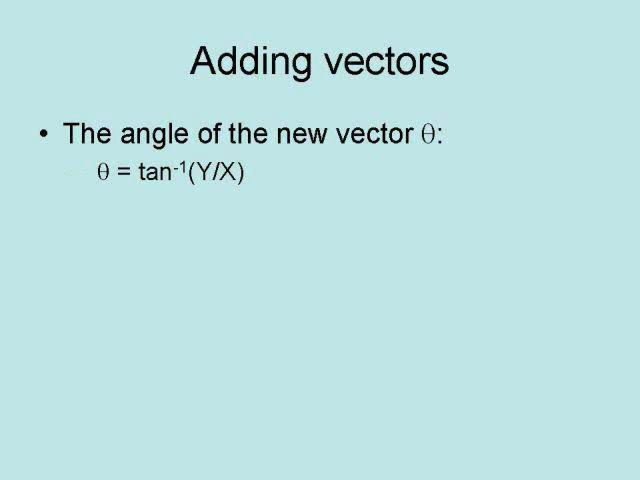 Adding vectors
• The angle of the new vector θ:
– θ = tan⁻¹(Y/X)